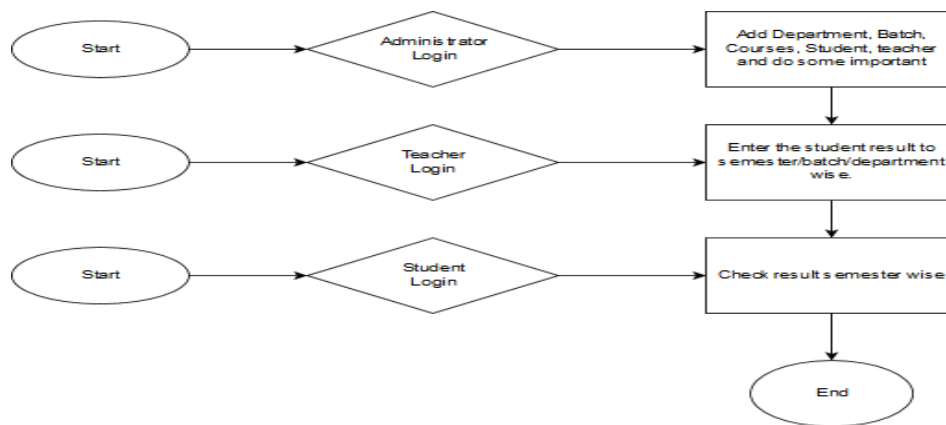 Start
Administrator
Login
Add Department, Batch,
Courses, Student, teacher
and do some important
Start
Teacher
Login
Enter the student result to
semester/batch/department
wise.
Start
Student
Login
Check result semester wise
End